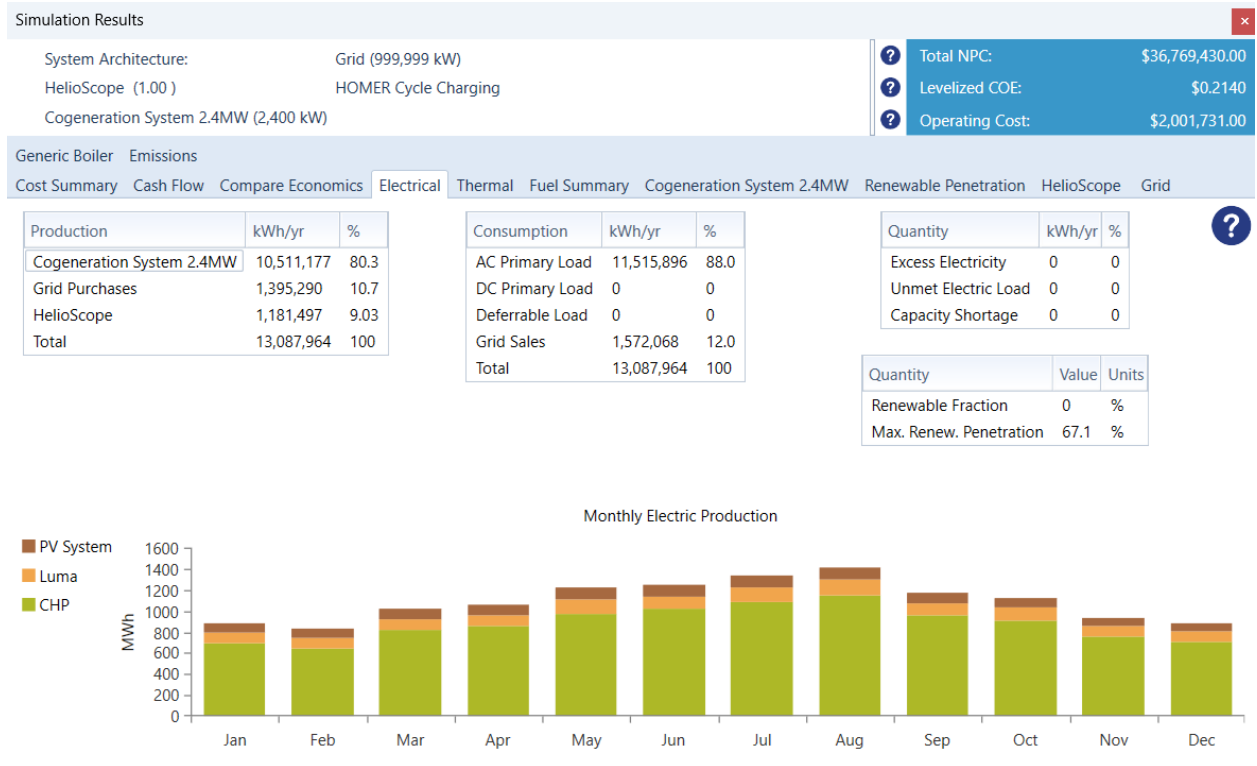 Simulation Results
System Architecture: Grid (999,999 kW)
HelioScope (1.00 ) HOMER Cycle Charging
Cogeneration System 2.4MW (2,400 kW)
? Total NPC: $36,769,430.00
? Levelized COE: $0.2140
? Operating Cost: $2,001,731.00
Generic Boiler Emissions
Cost Summary Cash Flow Compare Economics Electrical Thermal Fuel Summary Cogeneration System 2.4MW Renewable Penetration HelioScope Grid
Production kWh/yr %
Cogeneration System 2.4MW 10,511,177 80.3
Grid Purchases 1,395,290 10.7
HelioScope 1,181,497 9.03
Total 13,087,964 100
Consumption kWh/yr %
AC Primary Load 11,515,896 88.0
DC Primary Load 0 0
Deferrable Load 0 0
Grid Sales 1,572,068 12.0
Total 13,087,964 100
Quantity kWh/yr %
Excess Electricity 0 0
Unmet Electric Load 0 0
Capacity Shortage 0 0
?
Quantity Value Units
Renewable Fraction 0 %
Max. Renew. Penetration 67.1 %
Monthly Electric Production
PV System
Luma
CHP
MWh
1600
1400
1200
1000
800
600
400
200
0
Jan Feb Mar Apr May Jun Jul Aug Sep Oct Nov Dec